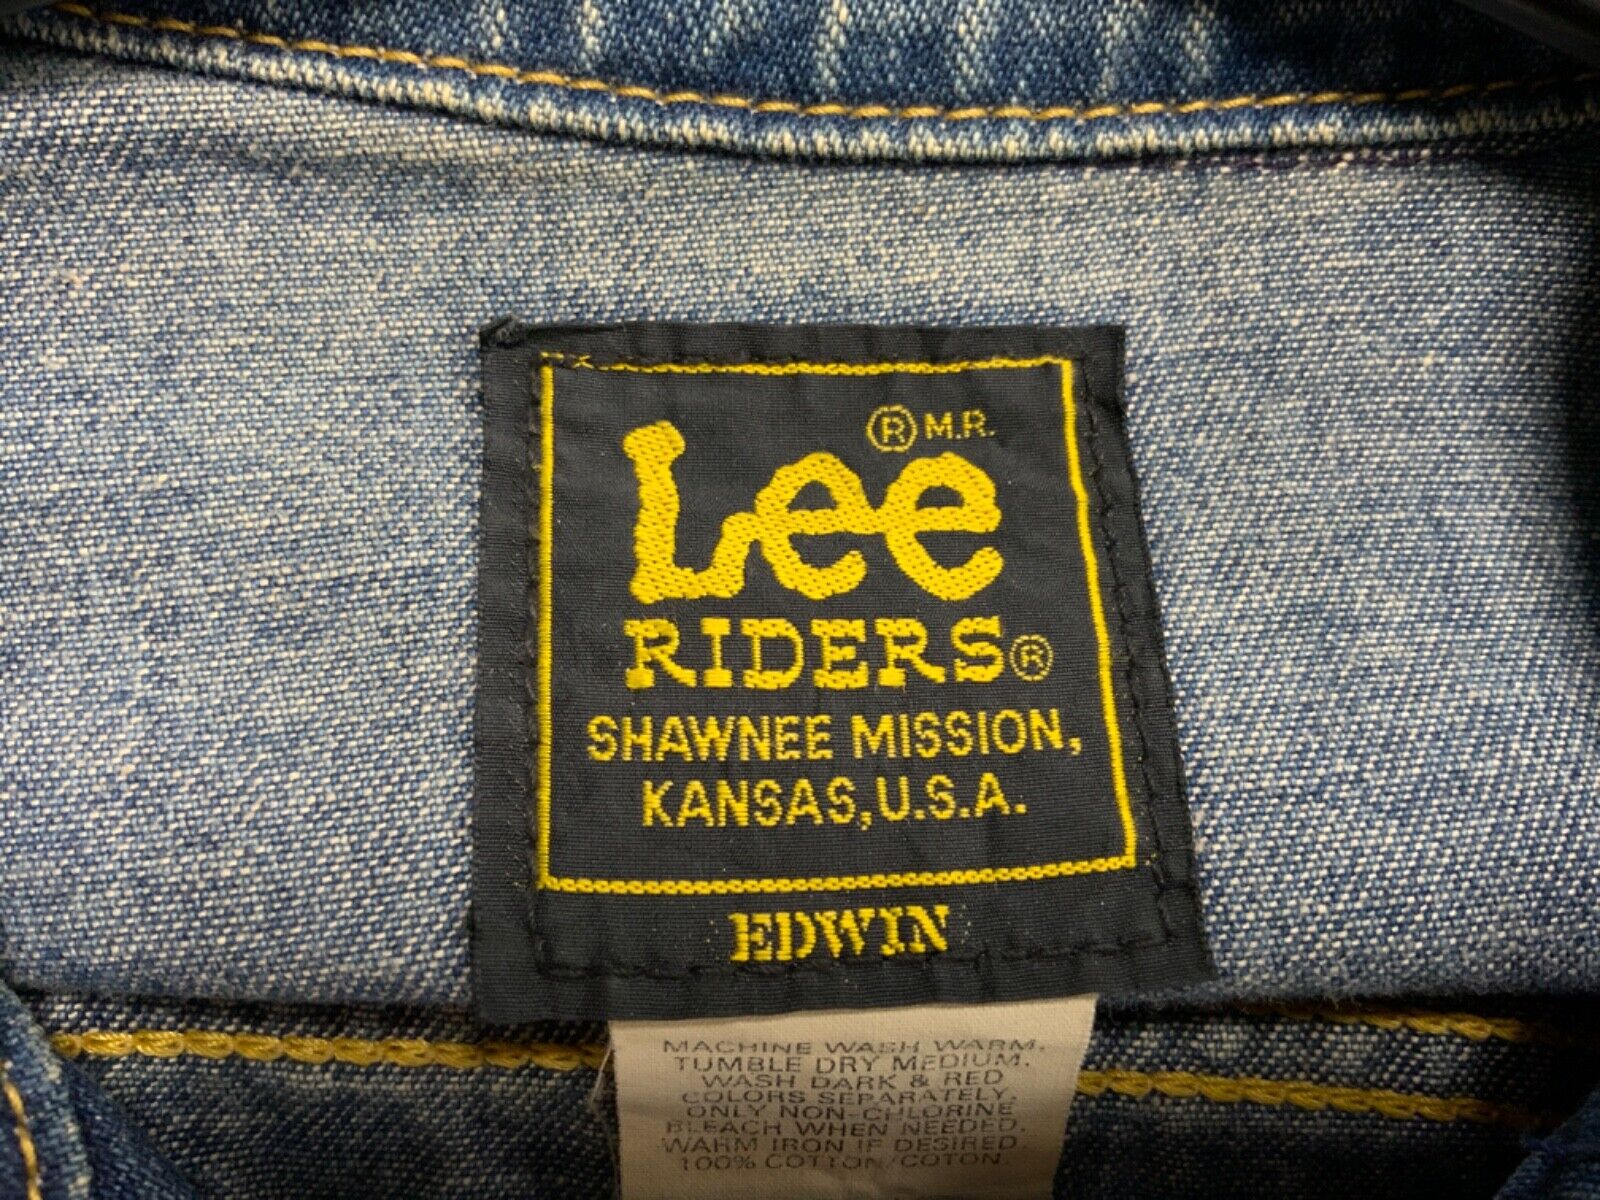 ® M.R.
Lee
RIDERS®
SHAWNEE MISSION,
KANSAS, U.S.A.
EDWIN
MACHINE WASH WARM.
TUMBLE DRY MEDIUM.
WASH DARK & RED
COLORS SEPARATELY.
ONLY NON-CHLORINE
BLEACH WHEN NEEDED.
WARM IRON IF DESIRED
100% COTTON/COTON.